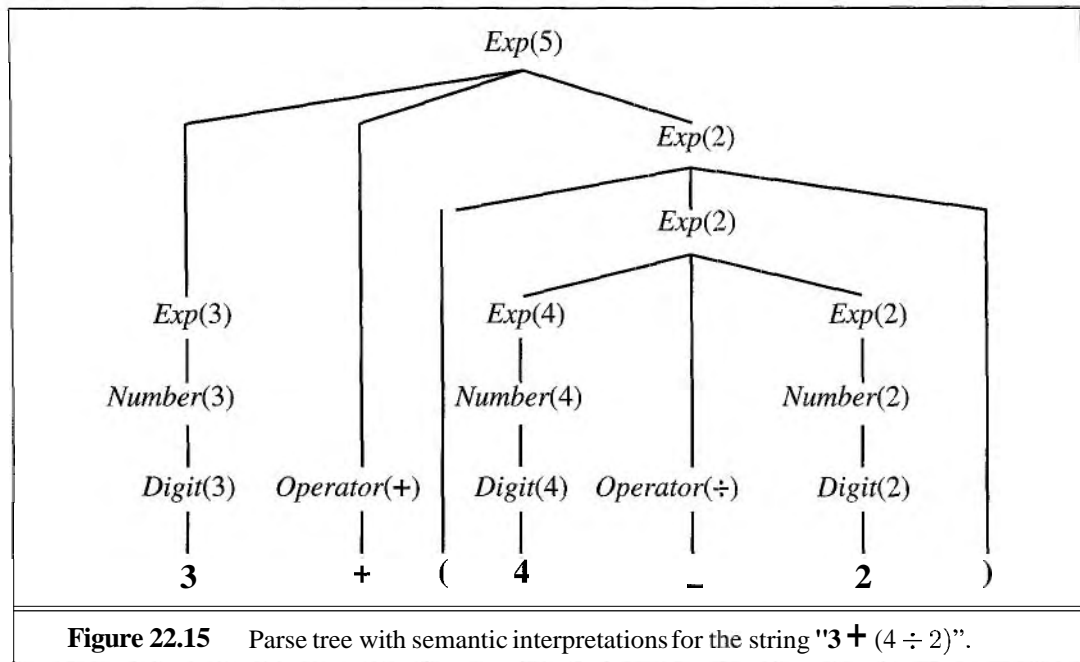 Exp(5)
Exp(2)
Exp(2)
Exp(3) Exp(4) Exp(2)
Number(3) Number(4) Number(2)
Digit(3) Operator(+) Digit(4) Operator(÷) Digit(2)
3 + ( 4 – 2 )
Figure 22.15 Parse tree with semantic interpretations for the string "3 + (4 ÷ 2)”.